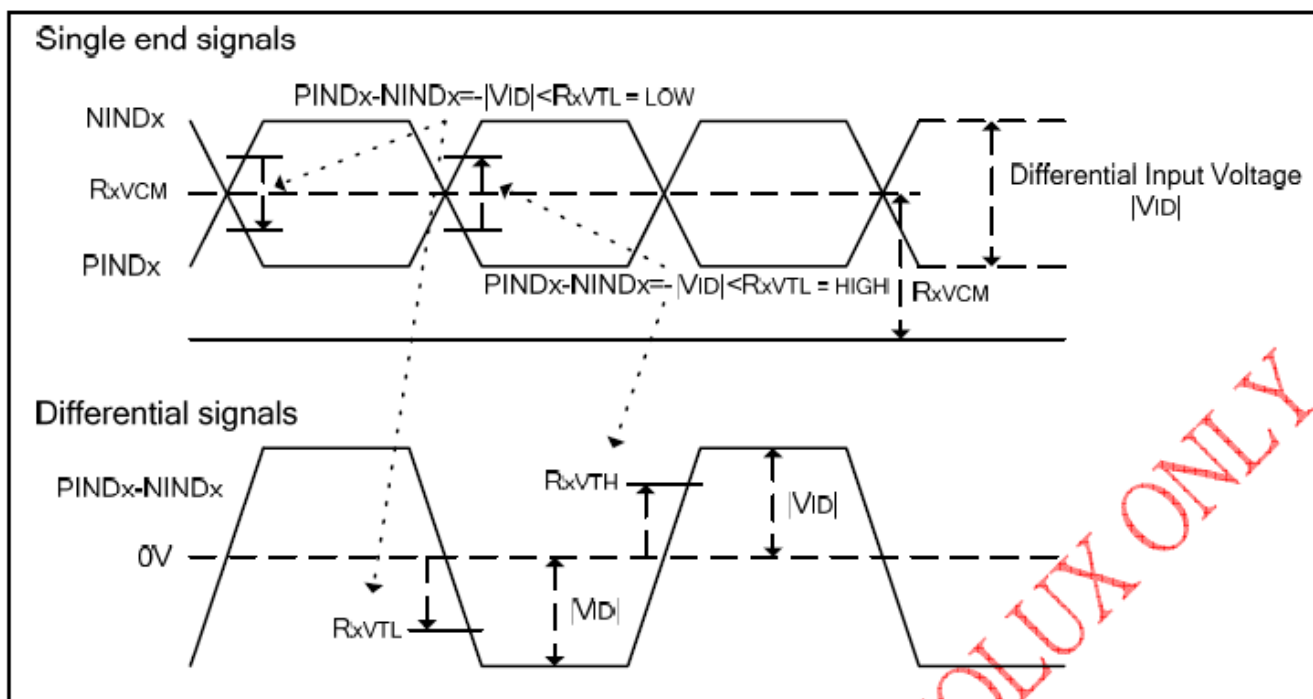 Single end signals
PINDx-NINDx=-|VID|<RxVTL = LOW
NINDx
RxVCM
Differential Input Voltage
|VID|
PINDx
PINDx-NINDx=-|VID|<RxVTL = HIGH
RxVCM
Differential signals
PINDx-NINDx
RxVTH
|VID|
0V
RxVTL
|VID|
OLUX ONLY